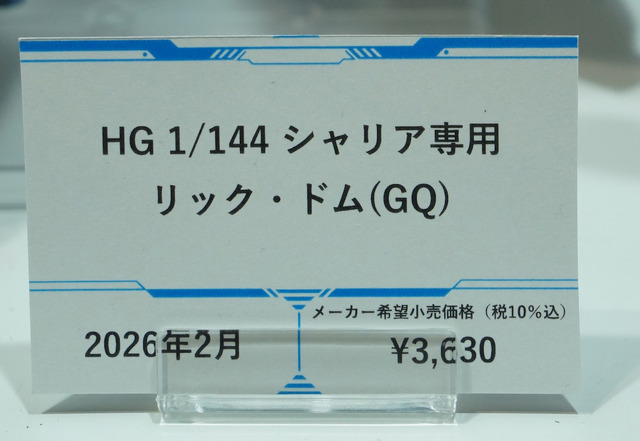 HG 1/144 シャリア専用
リック・ドム(GQ)
メーカー希望小売価格（税10%込）
2026年2月
¥3,630